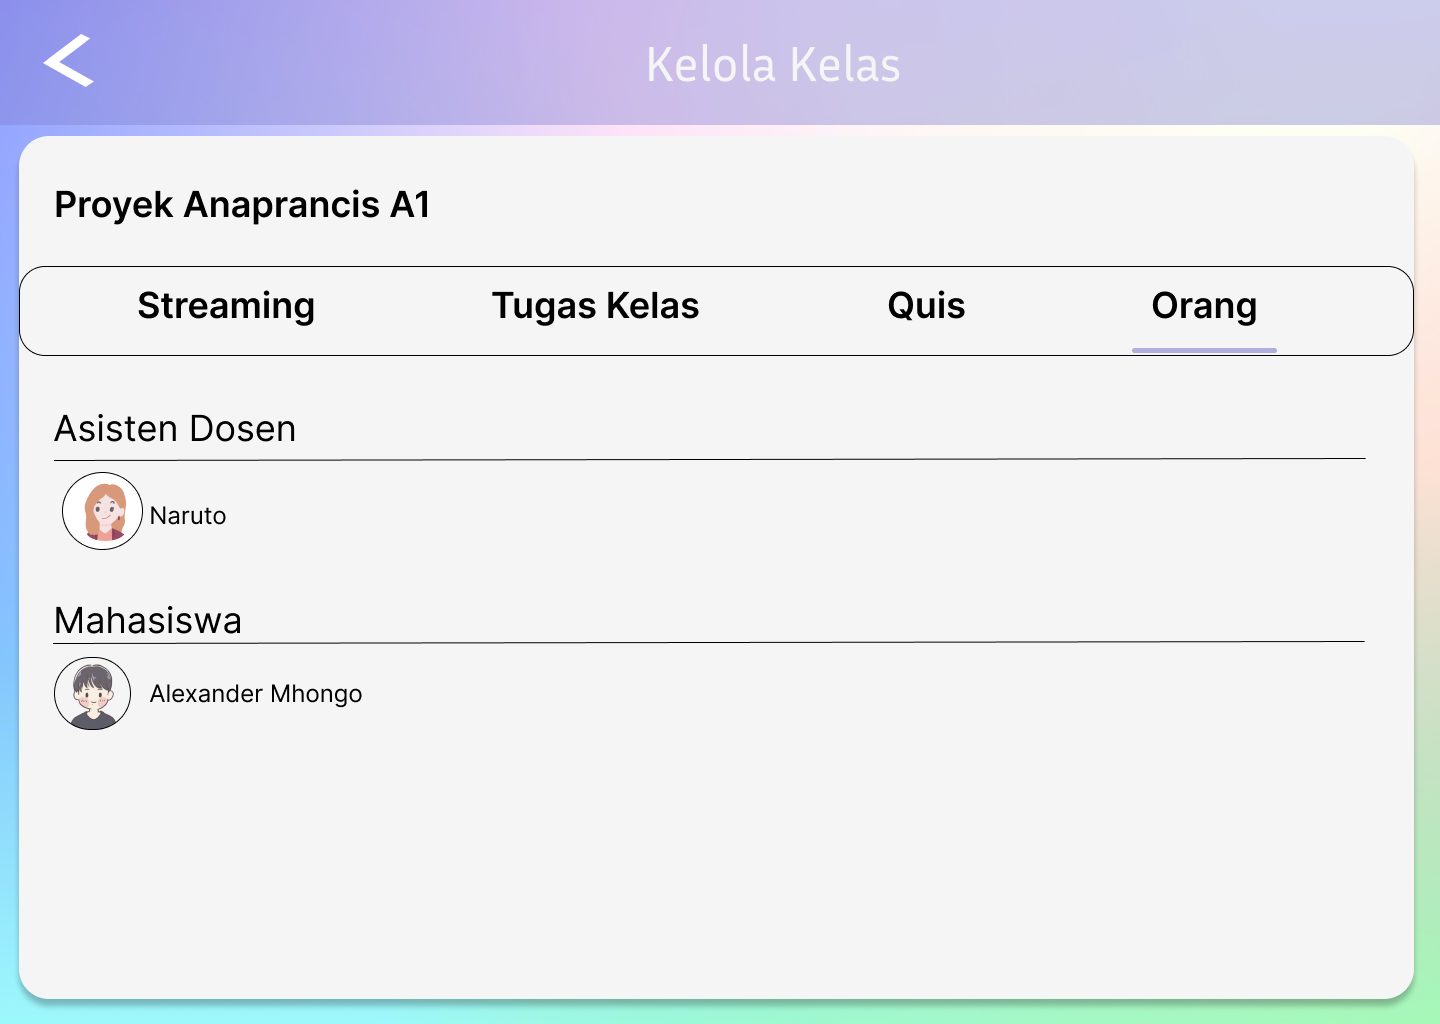 Kelola Kelas
Proyek Anaprancis A1
Streaming Tugas Kelas Quis Orang
Asisten Dosen
Naruto
Mahasiswa
Alexander Mhongo